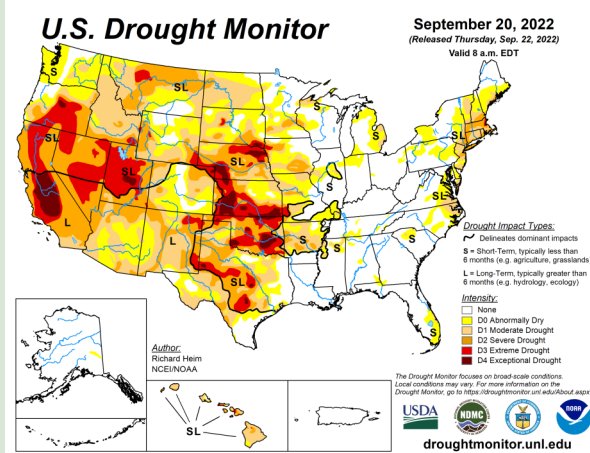 U.S. Drought Monitor
September 20, 2022
(Released Thursday, Sep. 22, 2022)
Valid 8 a.m. EDT
S
SL
S
S
SL
SL
SL
SL
S
SL
L
L
S
S
S
SL
S
Drought Impact Types:
Delineates dominant impacts
S = Short-Term, typically less than
6 months (e.g. agriculture, grasslands
L = Long-Term, typically greater than
6 months (e.g. hydrology, ecology)
Intensity:
None
D0 Abnormally Dry
D1 Moderate Drought
D2 Severe Drought
D3 Extreme Drought
D4 Exceptional Drought
Author:
Richard Heim
NCEI/NOAA
SL
The Drought Monitor focuses on broad-scale conditions.
Local conditions may vary. For more information on the
Drought Monitor, go to https://droughtmonitor.unl.edu/About.aspx
USDA
NDMC
NOAA
droughtmonitor.unl.edu